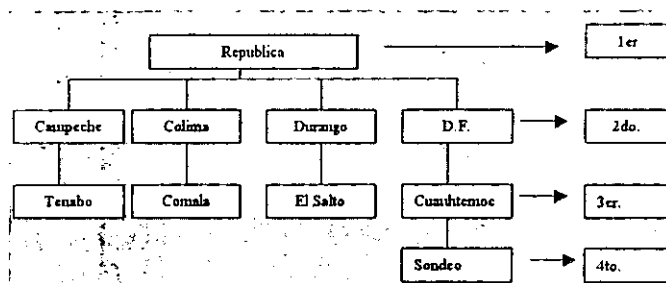 Republica
1er
Campeche
Colima
Durango
D.F.
2do.
Tenabo
Comala
El Salto
Cuauhtemoc
3er.
Sondeo
4to.